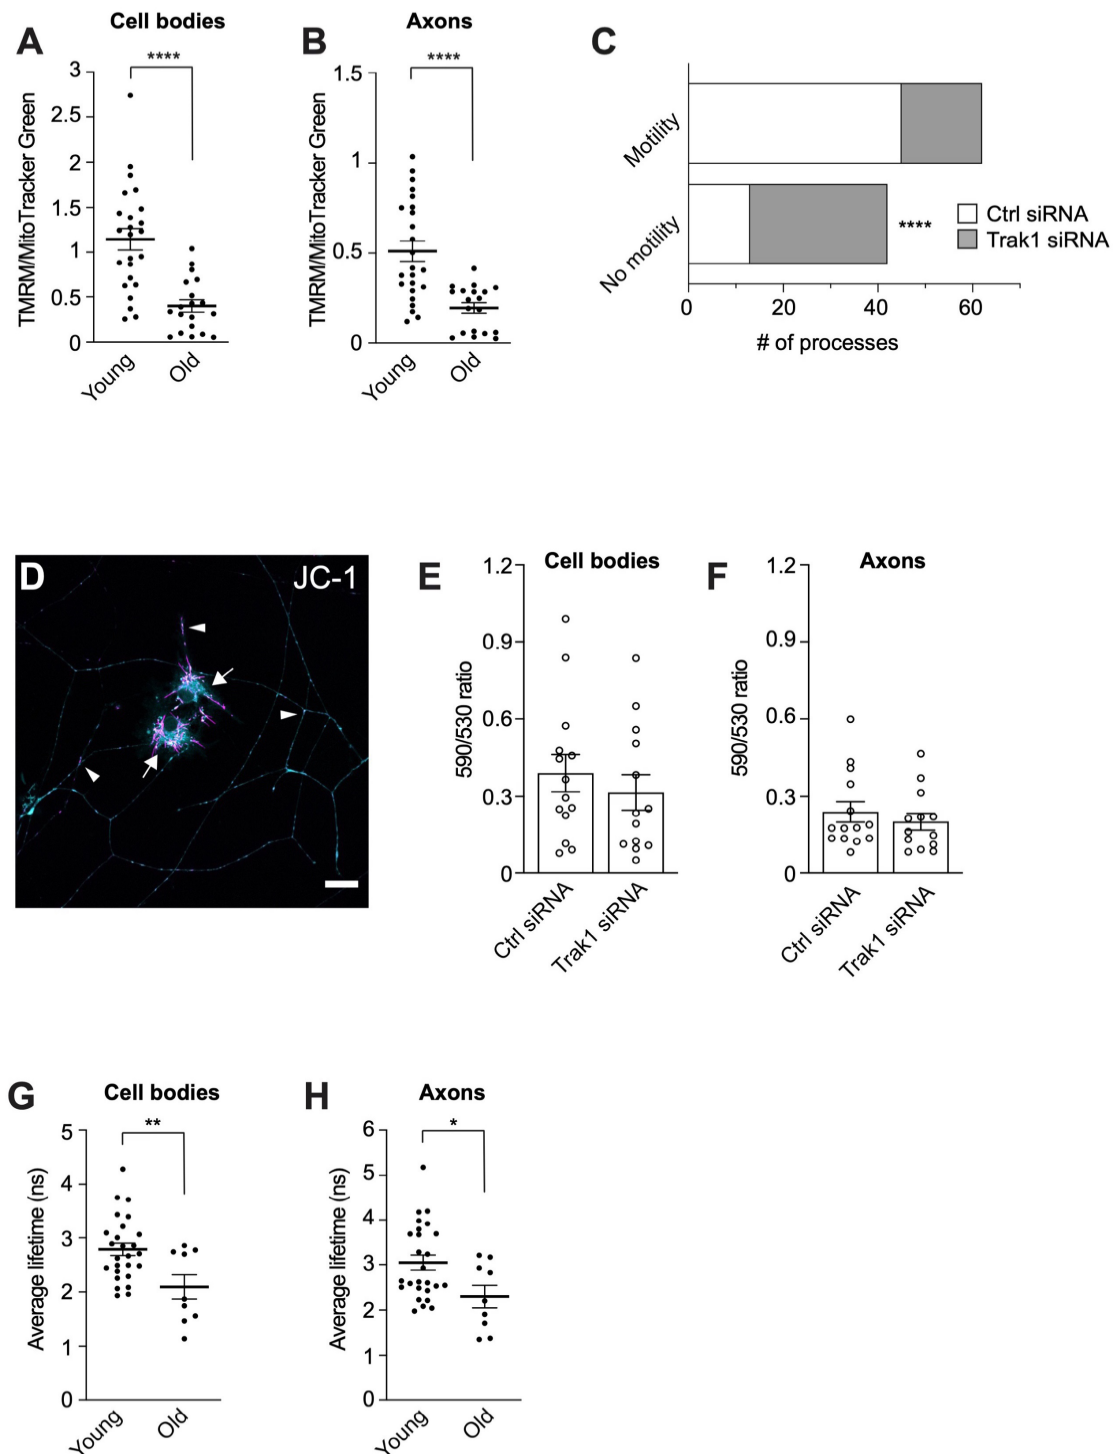 A
Cell bodies
****
TMRM/MitoTracker Green
3
2.5
2
1.5
1
0.5
0
Young
Old
B
Axons
****
TMRM/MitoTracker Green
1.5
1
0.5
0
Young
Old
C
Motility
No motility
****
Ctrl siRNA
Trak1 siRNA
0
20
40
60
# of processes
D
JC-1
E
Cell bodies
590/530 ratio
1.2
0.9
0.6
0.3
0
Ctrl siRNA
Trak1 siRNA
F
Axons
590/530 ratio
1.2
0.9
0.6
0.3
0
Ctrl siRNA
Trak1 siRNA
G
Cell bodies
**
Average lifetime (ns)
5
4
3
2
1
0
Young
Old
H
Axons
*
Average lifetime (ns)
6
5
4
3
2
1
0
Young
Old